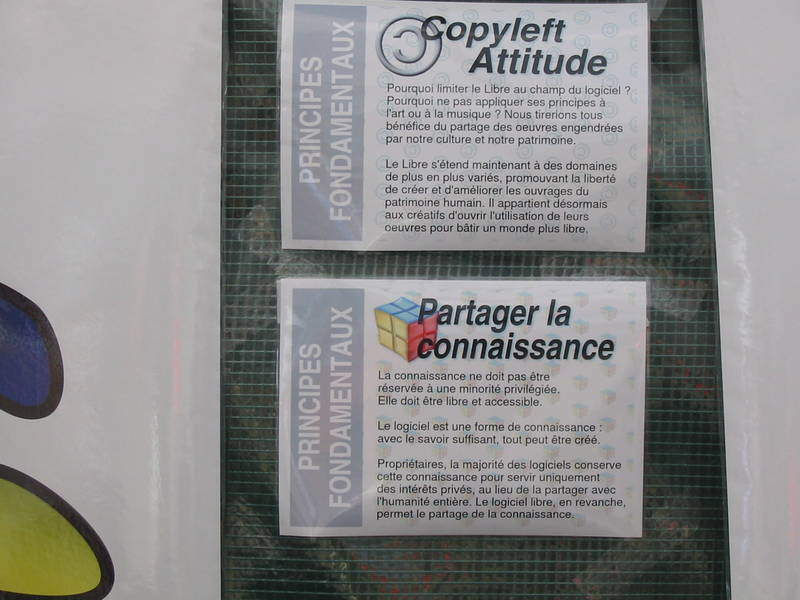 PRINCIPES
FONDAMENTAUX
Copyleft
Attitude
Pourquoi limiter le Libre au champ du logiciel ?
Pourquoi ne pas appliquer ses principes à
l'art ou à la musique ? Nous tirerions tous
bénéfice du partage des oeuvres engendrées
par notre culture et notre patrimoine.
Le Libre s'étend maintenant à des domaines
de plus en plus variés, promouvant la liberté
de créer et d'améliorer les ouvrages du
patrimoine humain. Il appartient désormais
aux créatifs d'ouvrir l'utilisation de leurs
oeuvres pour bâtir un monde plus libre.
PRINCIPES
FONDAMENTAUX
Partager la
connaissance
La connaissance ne doit pas être
réservée à une minorité privilégiée.
Elle doit être libre et accessible.
Le logiciel est une forme de connaissance :
avec le savoir suffisant, tout peut être créé.
Propriétaires, la majorité des logiciels conserve
cette connaissance pour servir uniquement
des intérêts privés, au lieu de la partager avec
l'humanité entière. Le logiciel libre, en revanche,
permet le partage de la connaissance.